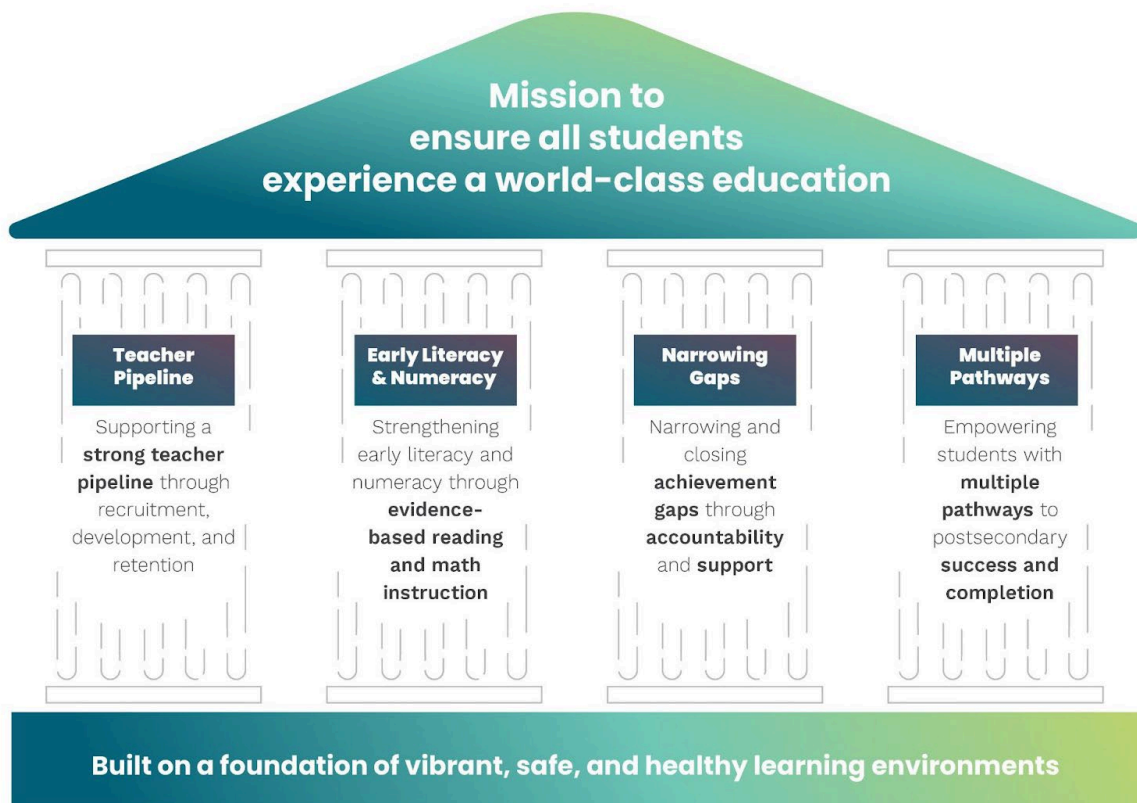 Mission to
ensure all students
experience a world-class education
Teacher
Pipeline
Supporting a
strong teacher
pipeline through
recruitment,
development, and
retention
Early Literacy
& Numeracy
Strengthening
early literacy and
numeracy through
evidence-
based reading
and math
instruction
Narrowing
Gaps
Narrowing and
closing
achievement
gaps through
accountability
and support
Multiple
Pathways
Empowering
students with
multiple
pathways to
postsecondary
success and
completion
Built on a foundation of vibrant, safe, and healthy learning environments